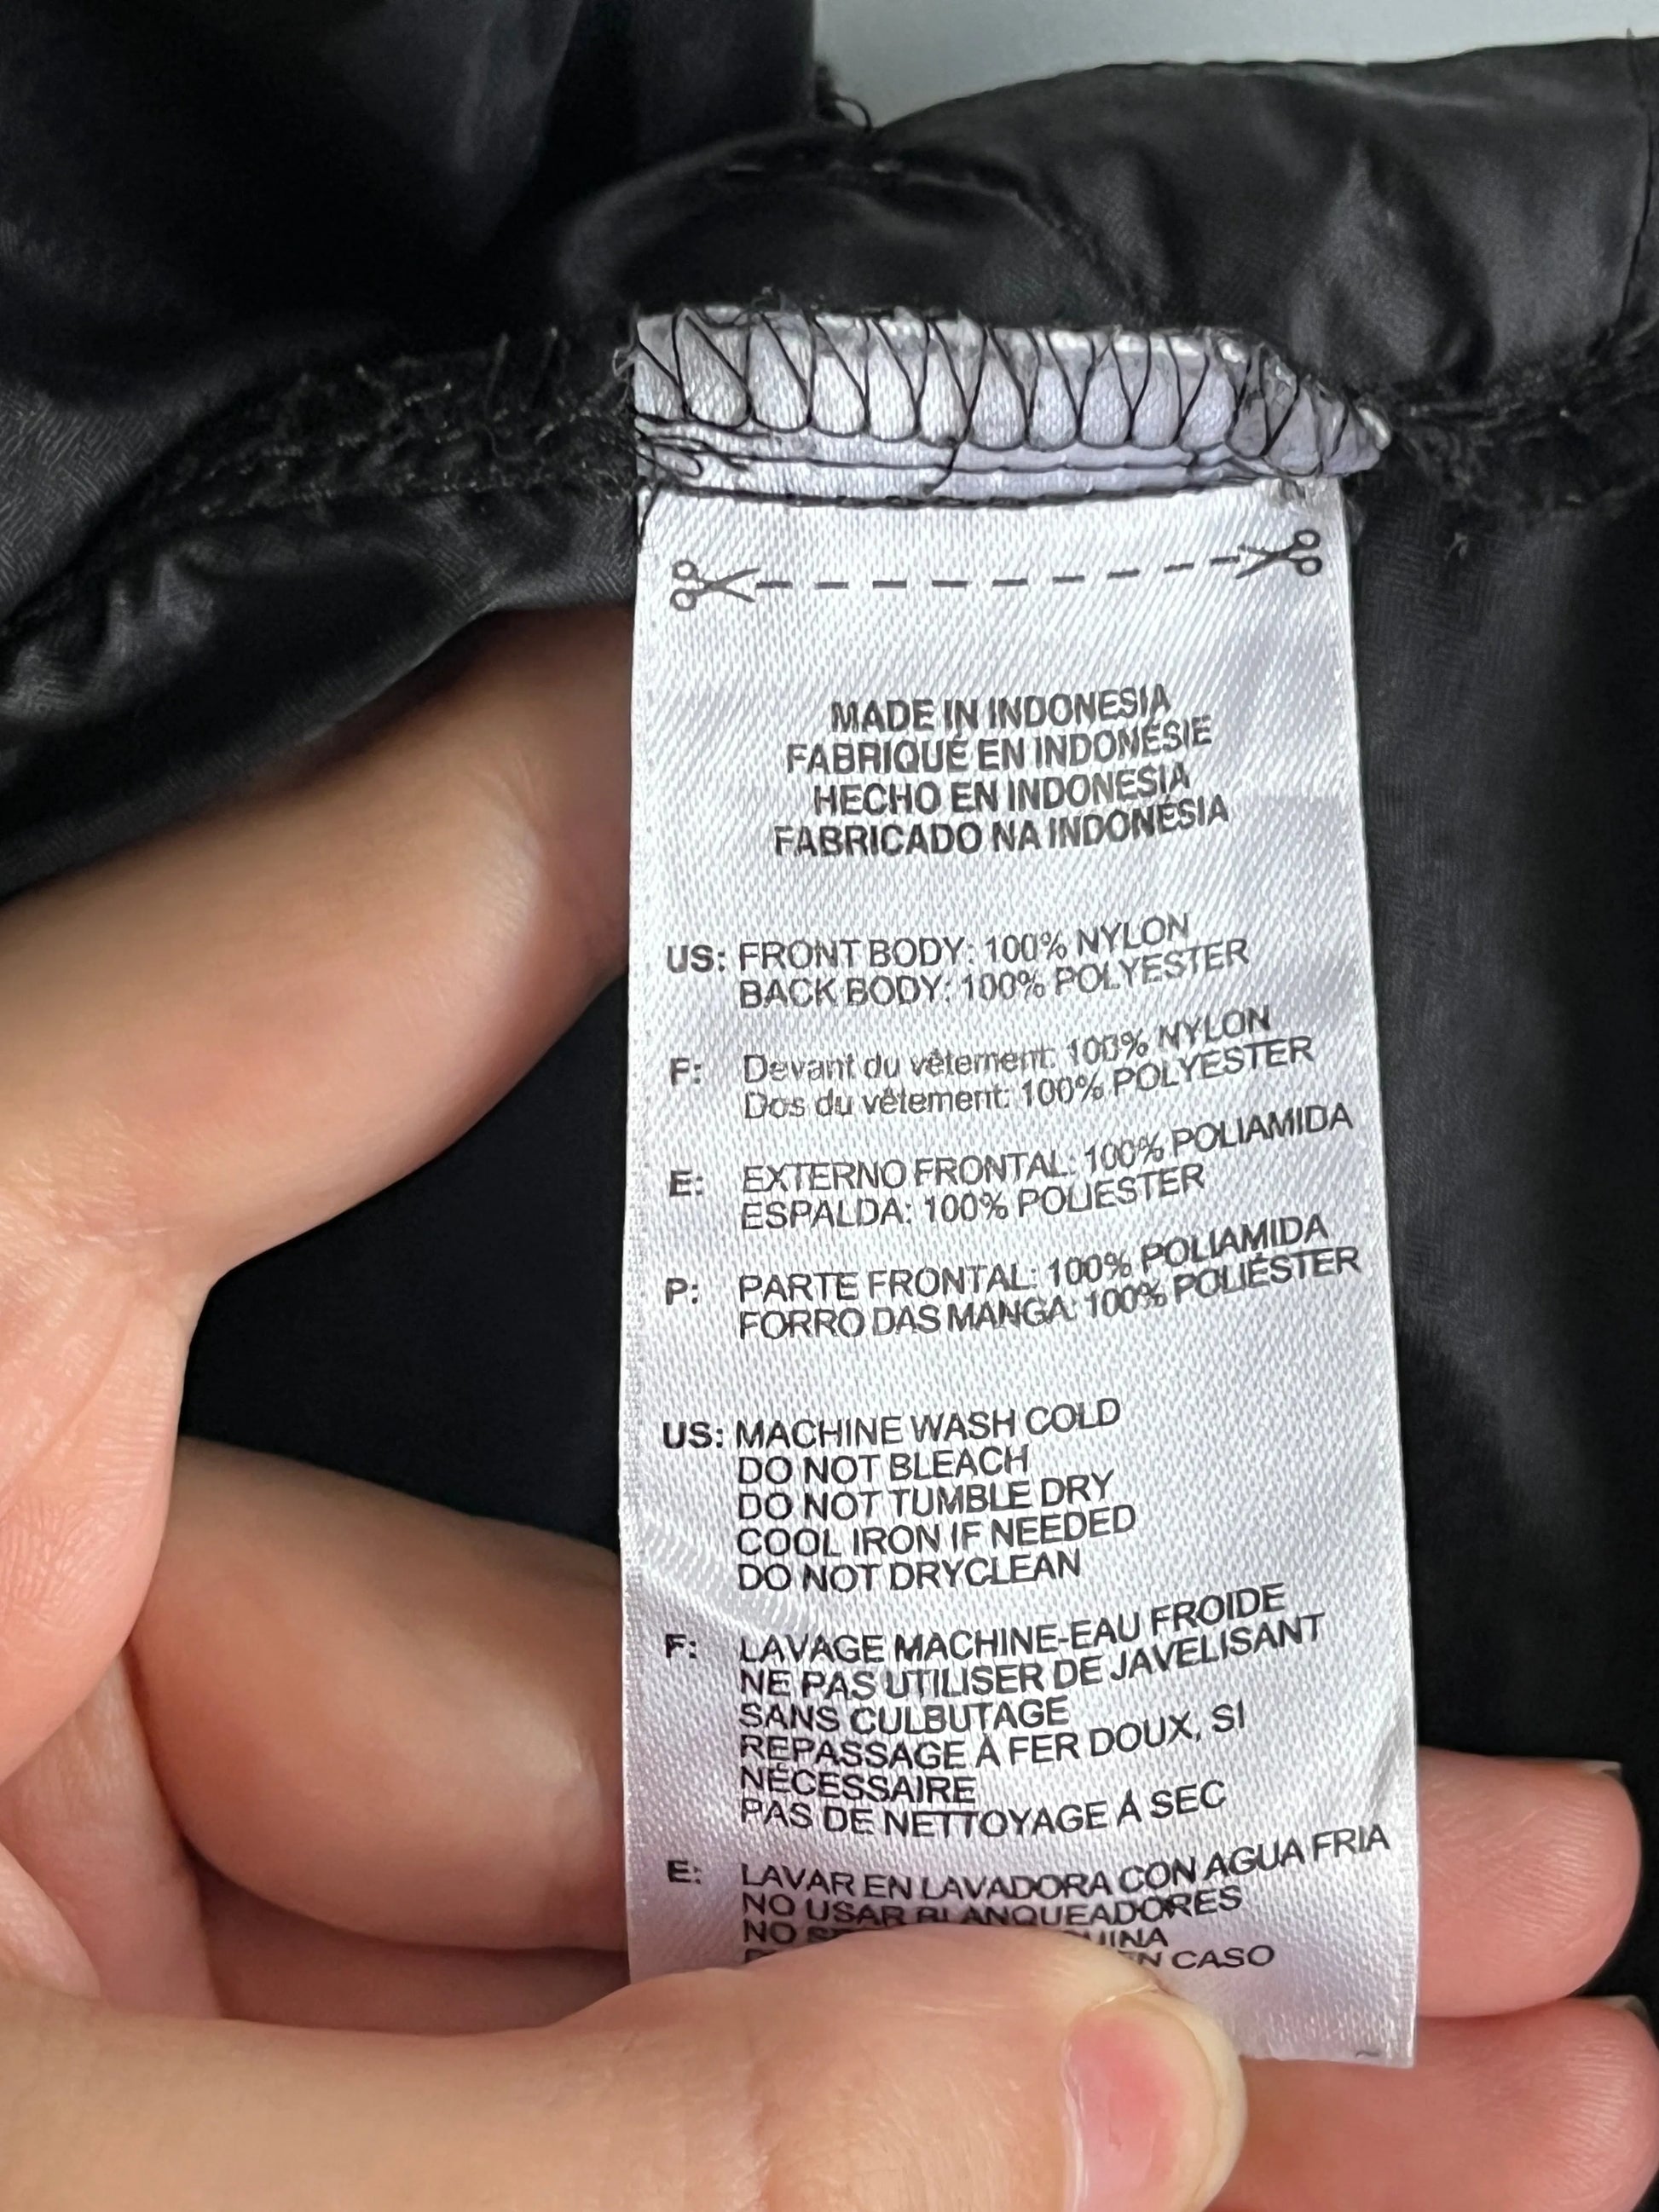 MADE IN INDONESIA
FABRIQUÉ EN INDONÉSIE
HECHO EN INDONESIA
FABRICADO NA INDONÉSIA
US: FRONT BODY: 100% NYLON
BACK BODY: 100% POLYESTER
F: Devant du vêtement: 100% NYLON
Dos du vêtement: 100% POLYESTER
E: EXTERNO FRONTAL: 100% POLIAMIDA
ESPALDA: 100% POLIESTER
P: PARTE FRONTAL: 100% POLIAMIDA
FORRO DAS MANGA: 100% POLIÉSTER
US: MACHINE WASH COLD
DO NOT BLEACH
DO NOT TUMBLE DRY
COOL IRON IF NEEDED
DO NOT DRYCLEAN
F: LAVAGE MACHINE-EAU FROIDE
NE PAS UTILISER DE JAVELISANT
SANS CULBUTAGE
REPASSAGE À FER DOUX, SI
NÉCESSAIRE
PAS DE NETTOYAGE À SEC
E: LAVAR EN LAVADORA CON AGUA FRIA
NO USAR BLANQUEADORES
NO
CASO